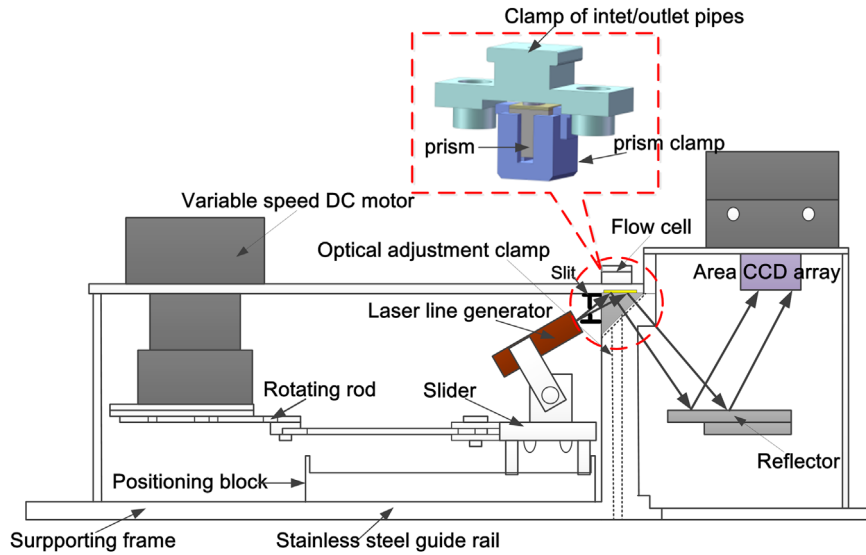 Clamp of intet/outlet pipes
prism
prism clamp
Variable speed DC motor
Flow cell
Optical adjustment clamp
Slit
Area CCD array
Laser line generator
Rotating rod
Slider
Reflector
Positioning block
Surpporting frame
Stainless steel guide rail